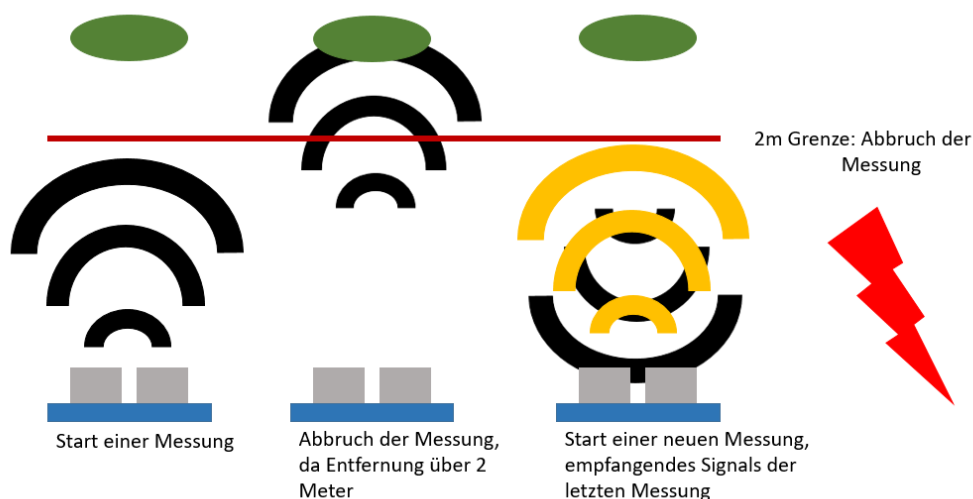 2m Grenze: Abbruch der
Messung
Start einer Messung
Abbruch der Messung,
da Entfernung über 2
Meter
Start einer neuen Messung,
empfangendes Signals der
letzten Messung